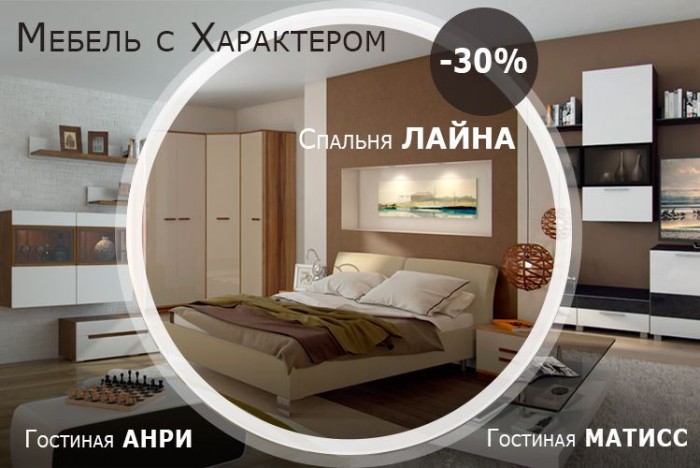 Мебель с Характером
-30%
Спальня ЛАЙНА
Гостиная АНРИ
Гостиная МАТИСС